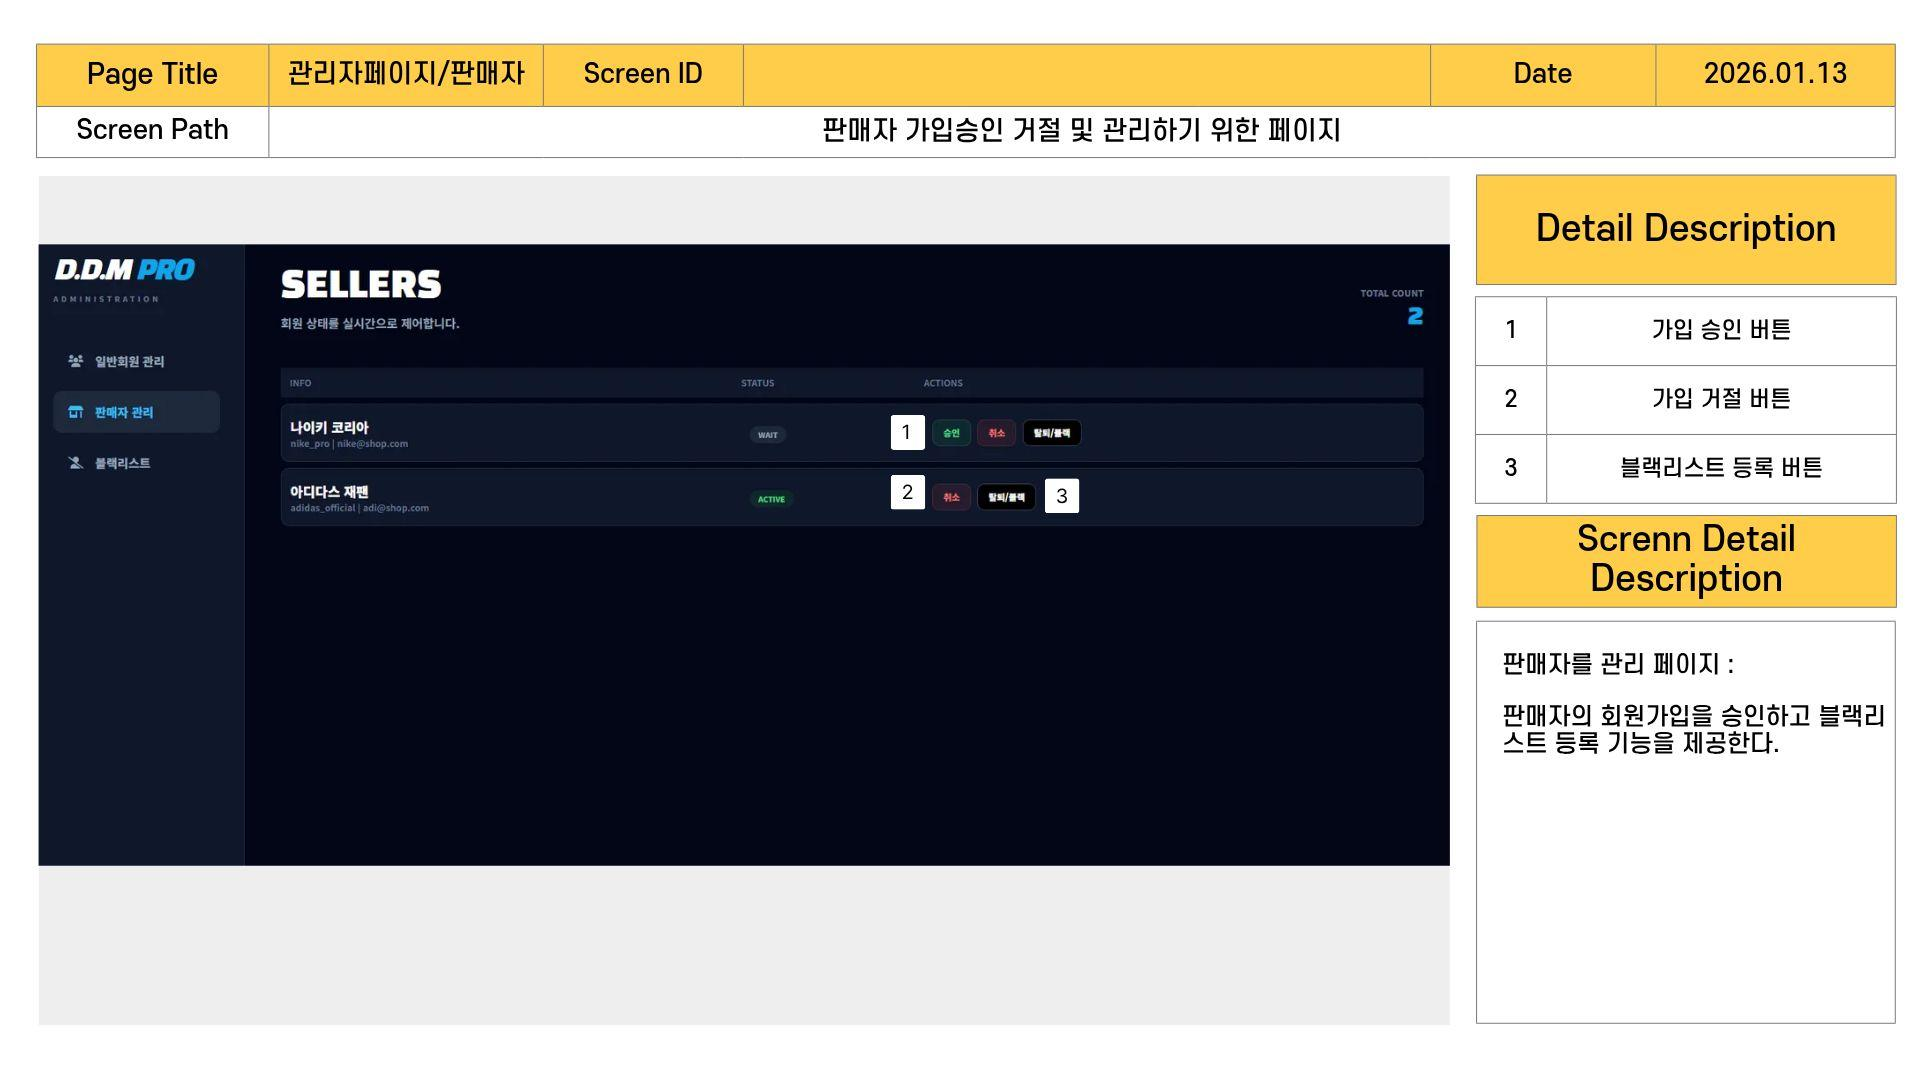 Page Title
관리자페이지/판매자
Screen ID
Date
2026.01.13
Screen Path
판매자 가입승인 거절 및 관리하기 위한 페이지
D.D.M PRO
ADMINISTRATION
일반회원 관리
판매자 관리
블랙리스트
SELLERS
회원 상태를 실시간으로 제어합니다.
TOTAL COUNT
2
INFO
STATUS
ACTIONS
나이키 코리아
nike_pro | nike@shop.com
WAIT
1
승인
취소
탈퇴/블랙
아디다스 재팬
adidas_official | adi@shop.com
ACTIVE
2
취소
탈퇴/블랙
3
Detail Description
1
가입 승인 버튼
2
가입 거절 버튼
3
블랙리스트 등록 버튼
Screnn Detail
Description
판매자를 관리 페이지 :
판매자의 회원가입을 승인하고 블랙리
스트 등록 기능을 제공한다.